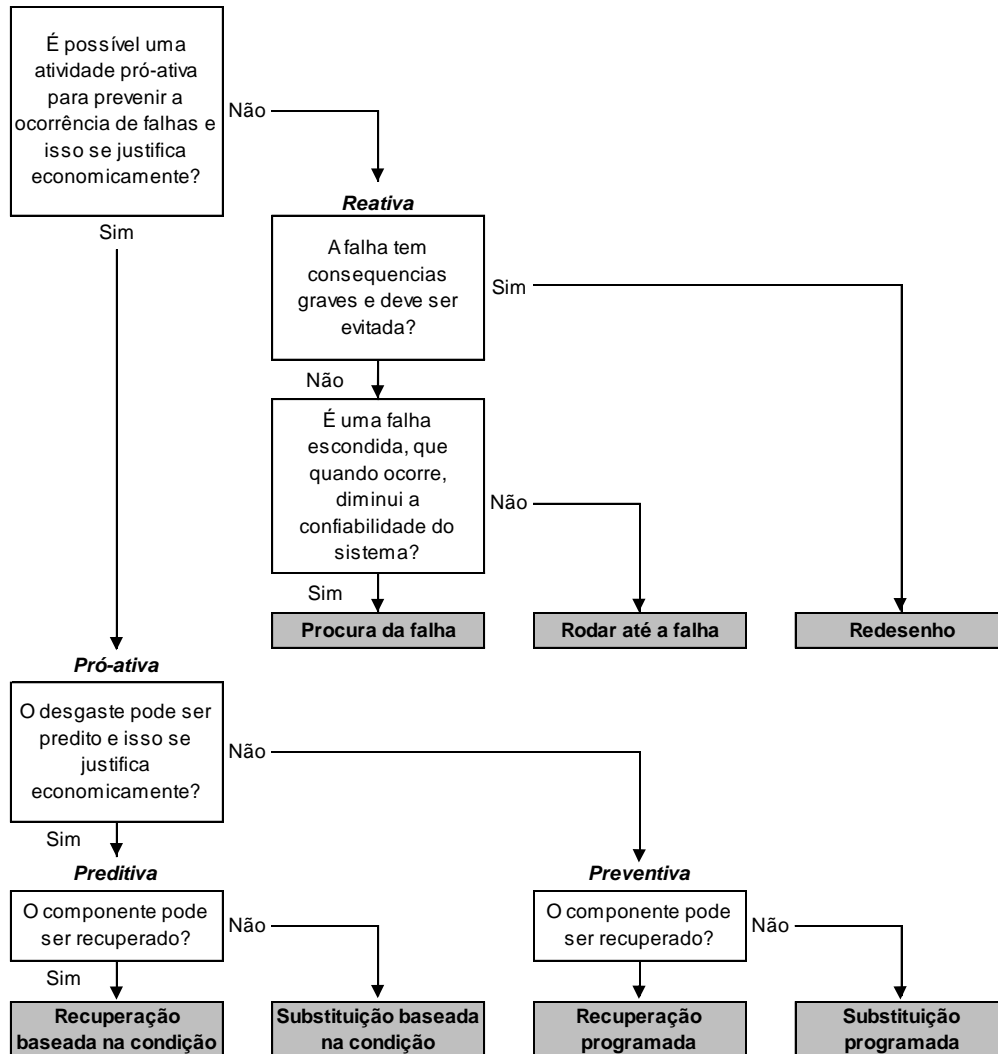 É possível uma
atividade pró-ativa
para prevenir a
ocorrência de falhas e
isso se justifica
economicamente?
Não
Sim
Reativa
A falha tem
consequencias
graves e deve ser
evitada?
Sim
Não
É uma falha
escondida, que
quando ocorre,
diminui a
confiabilidade do
sistema?
Não
Sim
Procura da falha
Rodar até a falha
Redesenho
Pró-ativa
O desgaste pode ser
predito e isso se
justifica
economicamente?
Não
Sim
Preditiva
O componente pode
ser recuperado?
Não
Sim
Preventiva
O componente pode
ser recuperado?
Não
Recuperação
baseada na condição
Substituição baseada
na condição
Recuperação
programada
Substituição
programada